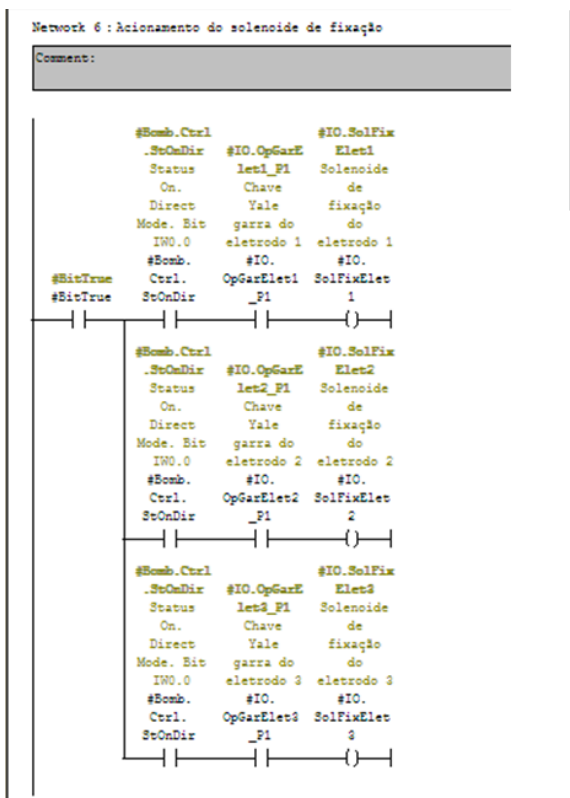 Network 6 : Acionamento do solenoide de fixação
Comment:
#Bomb.Ctrl #IO.SolFix
.StOnDir #IO.OpGarE Elet1
Status let1_P1 Solenoide
On. Chave de
Direct Yale fixação
Mode. Bit garra do do
IW0.0 eletrodo 1 eletrodo 1
#Bomb. #IO. #IO.
#BitTrue Ctrl. OpGarElet1 SolFixElet
#BitTrue StOnDir _P1 1
#Bomb.Ctrl #IO.SolFix
.StOnDir #IO.OpGarE Elet2
Status let2_P1 Solenoide
On. Chave de
Direct Yale fixação
Mode. Bit garra do do
IW0.0 eletrodo 2 eletrodo 2
#Bomb. #IO. #IO.
Ctrl. OpGarElet2 SolFixElet
StOnDir _P1 2
#Bomb.Ctrl #IO.SolFix
.StOnDir #IO.OpGarE Elet3
Status let3_P1 Solenoide
On. Chave de
Direct Yale fixação
Mode. Bit garra do do
IW0.0 eletrodo 3 eletrodo 3
#Bomb. #IO. #IO.
Ctrl. OpGarElet3 SolFixElet
StOnDir _P1 3